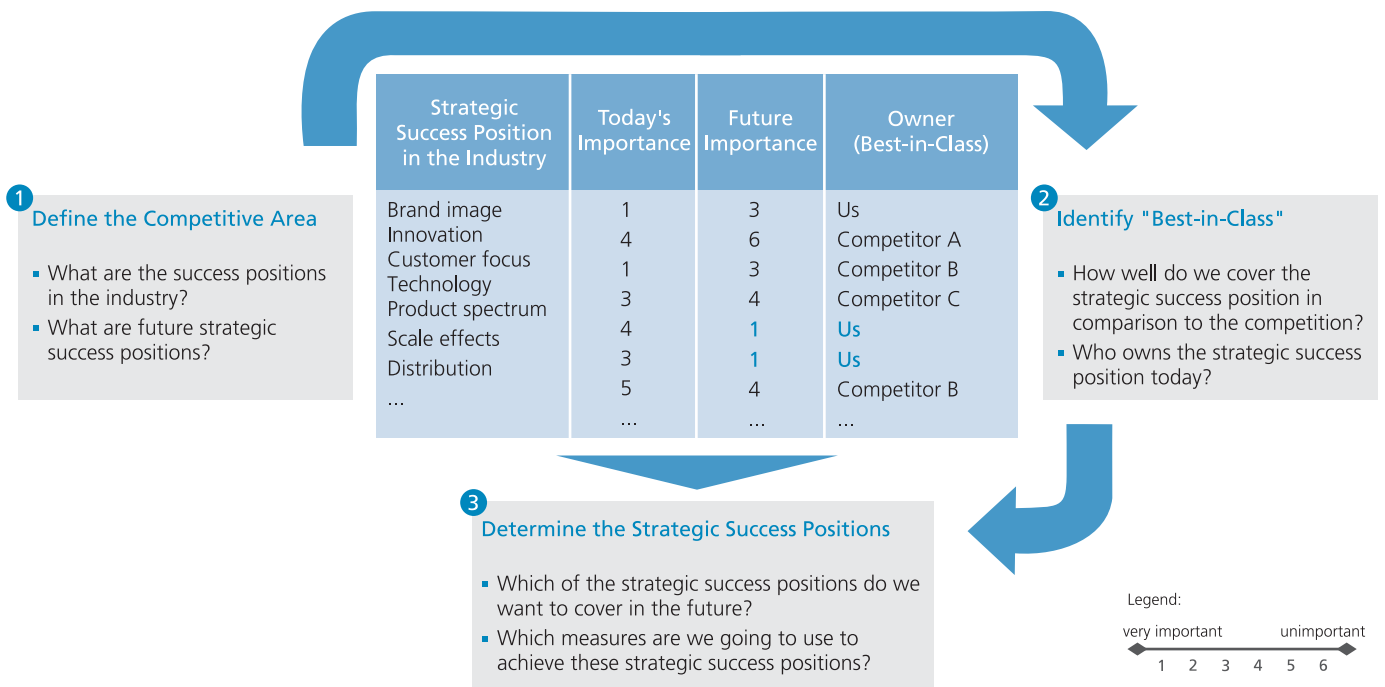 Strategic
Success Position
in the Industry
Today's
Importance
Future
Importance
Owner
(Best-in-Class)
Brand image
Innovation
Customer focus
Technology
Product spectrum
Scale effects
Distribution
...
1
4
1
3
4
3
5
...
3
6
3
4
1
1
4
...
Us
Competitor A
Competitor B
Competitor C
Us
Us
Competitor B
...
1
Define the Competitive Area
▪ What are the success positions
in the industry?
▪ What are future strategic
success positions?
2
Identify "Best-in-Class"
▪ How well do we cover the
strategic success position in
comparison to the competition?
▪ Who owns the strategic success
position today?
3
Determine the Strategic Success Positions
▪ Which of the strategic success positions do we
want to cover in the future?
▪ Which measures are we going to use to
achieve these strategic success positions?
Legend:
very important unimportant
1 2 3 4 5 6